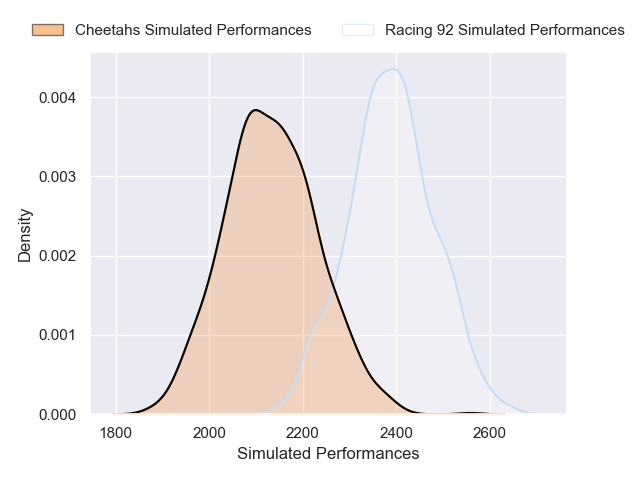 Cheetahs Simulated Performances Racing 92 Simulated Performances
0.004
0.003
0.002
0.001
0.000
Density
1800 2000 2200 2400 2600
Simulated Performances